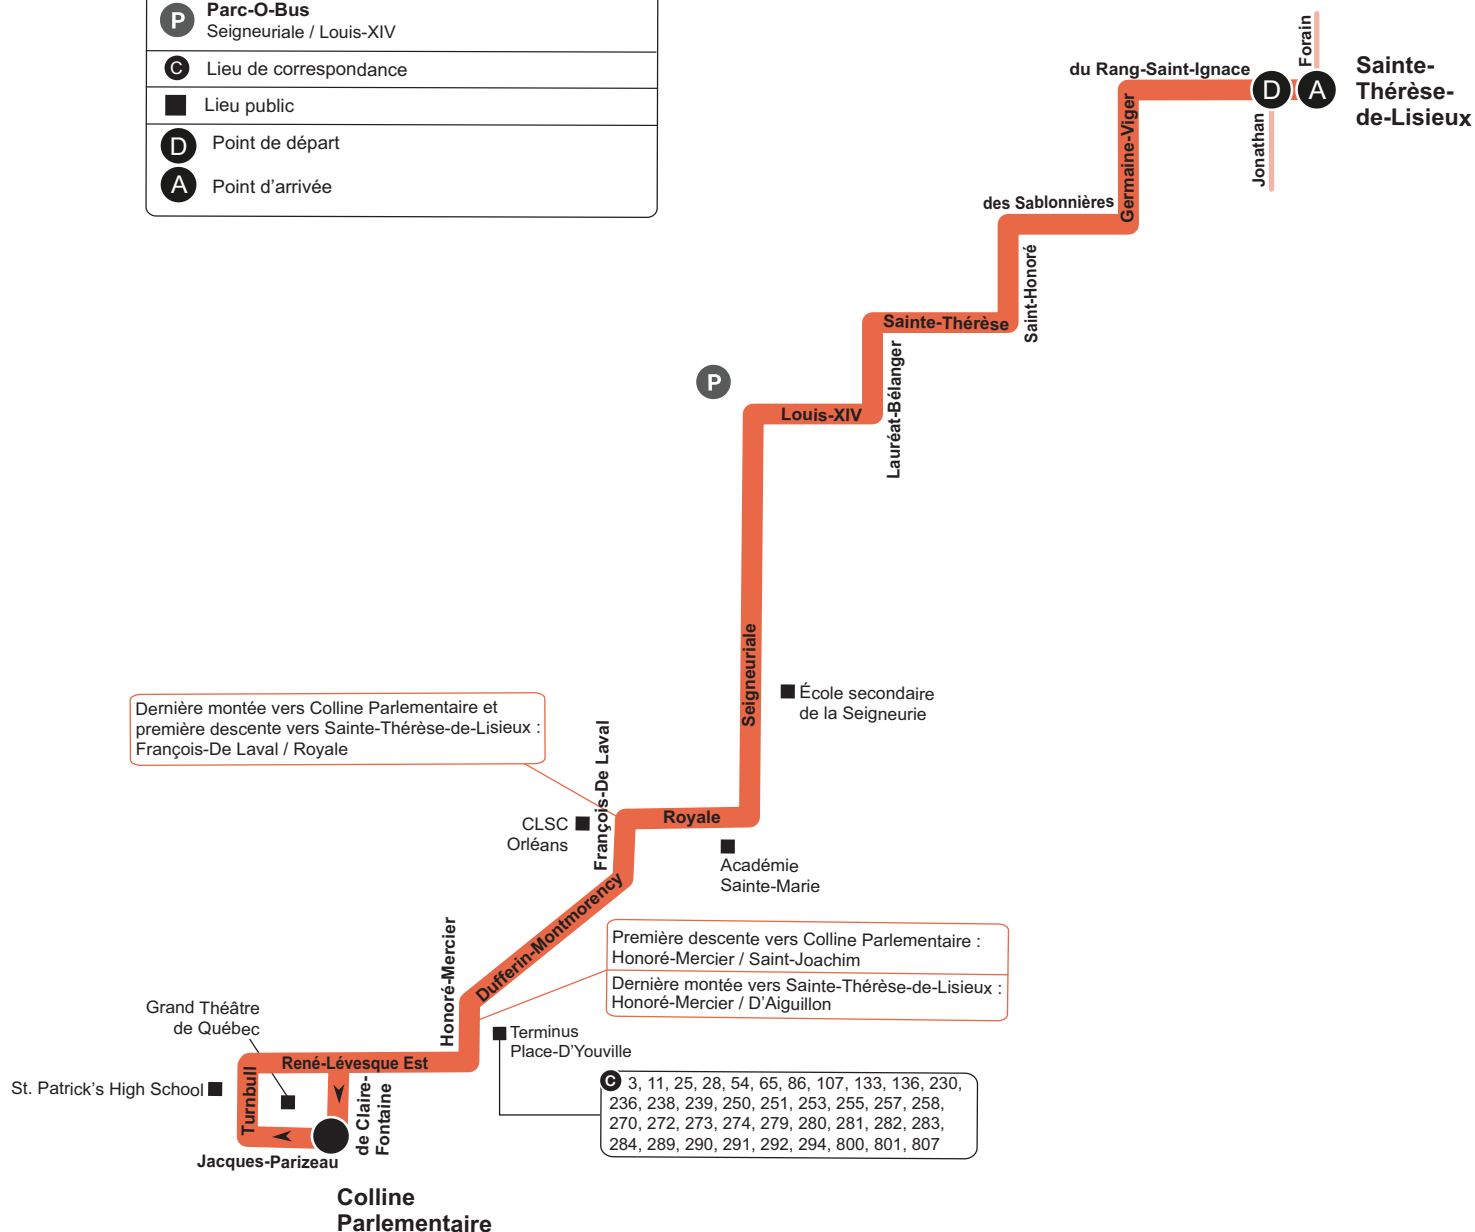 P
Parc-O-Bus
Seigneuriale / Louis-XIV
C Lieu de correspondance
Lieu public
D Point de départ
A Point d'arrivée
Forain
du Rang-Saint-Ignace
D A
Sainte-
Thérèse-
de-Lisieux
Jonathan
Germaine-Viger
des Sablonnières
Saint-Honoré
Sainte-Thérèse
Lauréat-Bélanger
P
Louis-XIV
Seigneuriale
École secondaire
de la Seigneurie
Dernière montée vers Colline Parlementaire et
première descente vers Sainte-Thérèse-de-Lisieux :
François-De Laval / Royale
François-De Laval
Royale
CLSC
Orléans
Académie
Sainte-Marie
Dufferin-Montmorency
Honoré-Mercier
Première descente vers Colline Parlementaire :
Honoré-Mercier / Saint-Joachim
Dernière montée vers Sainte-Thérèse-de-Lisieux :
Honoré-Mercier / D'Aiguillon
Grand Théâtre
de Québec
Terminus
Place-D'Youville
René-Lévesque Est
St. Patrick's High School
Turnbull
de Claire-
Fontaine
C 3, 11, 25, 28, 54, 65, 86, 107, 133, 136, 230,
236, 238, 239, 250, 251, 253, 255, 257, 258,
270, 272, 273, 274, 279, 280, 281, 282, 283,
284, 289, 290, 291, 292, 294, 800, 801, 807
Jacques-Parizeau
Colline
Parlementaire